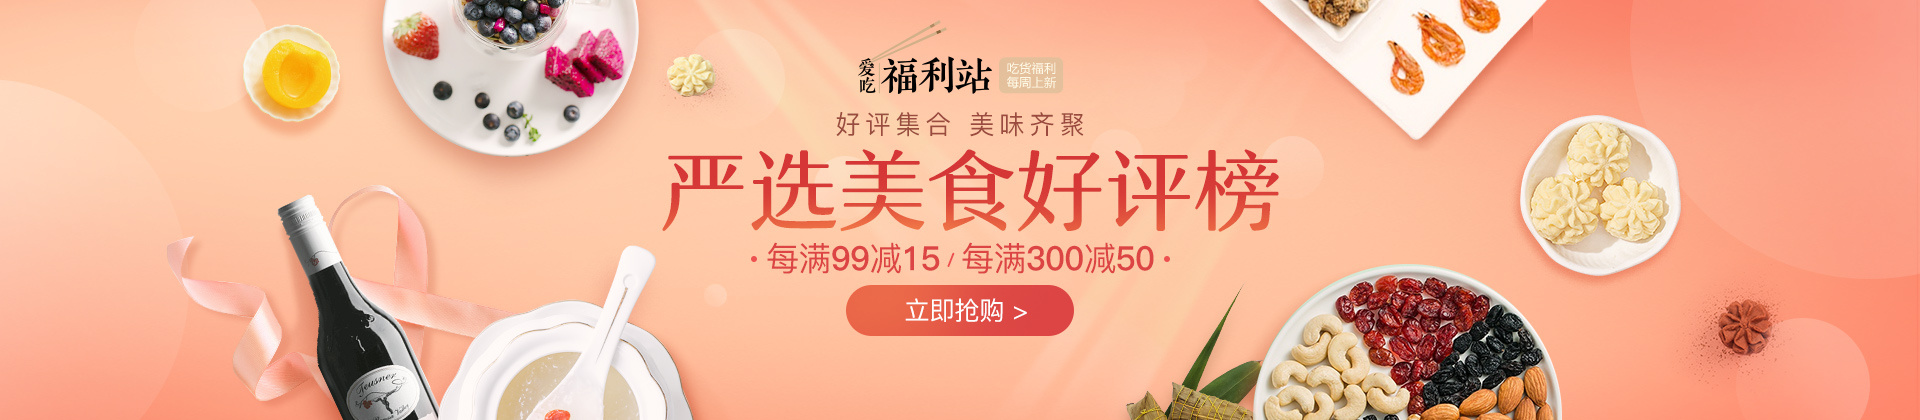 爱吃福利站
吃货福利
每周上新
好评集合 美味齐聚
严选美食好评榜
·每满99减15 / 每满300减50·
立即抢购 >
Teusner